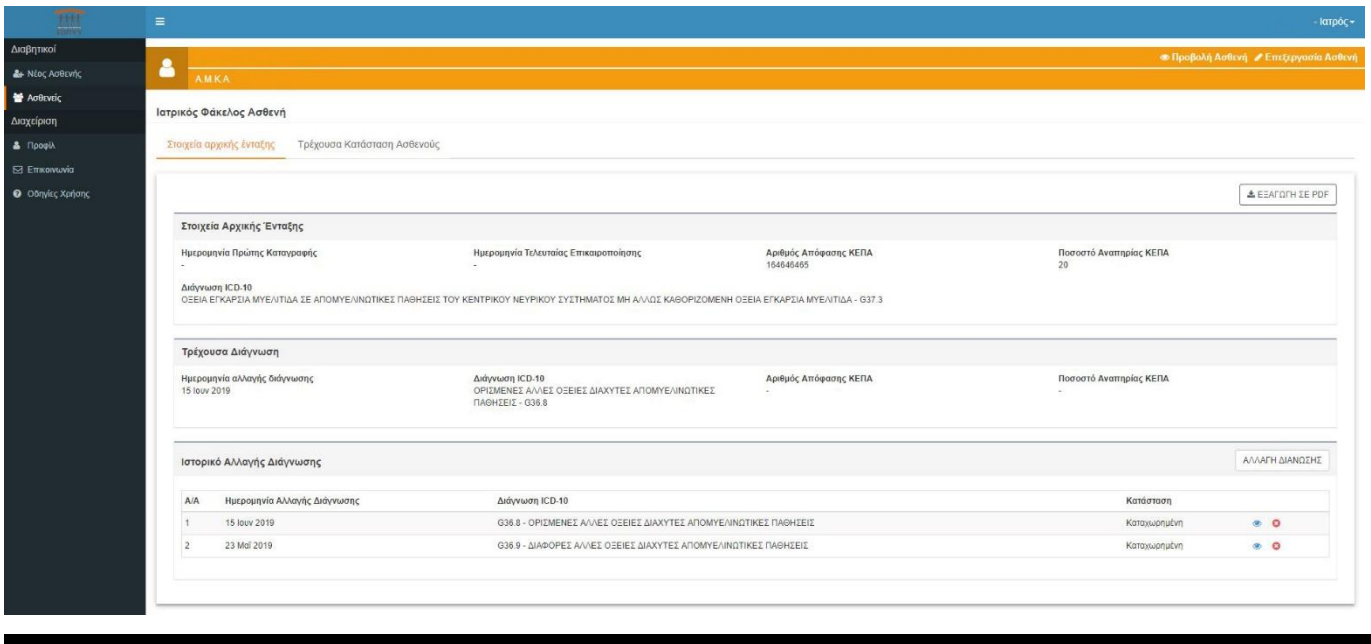 - Ιατρός
Διαβητικοί
Νέος Ασθενής
Ασθενείς
Διαχείριση
Προφίλ
Επικοινωνία
Οδηγίες Χρήσης
Προβολή Ασθενή Επεξεργασία Ασθενή
Α.Μ.Κ.Α.
Ιατρικός Φάκελος Ασθενή
Στοιχεία αρχικής ένταξης Τρέχουσα Κατάσταση Ασθενούς
ΕΞΑΓΩΓΗ ΣΕ PDF
Στοιχεία Αρχικής Ένταξης
Ημερομηνία Πρώτης Καταγραφής Ημερομηνία Τελευταίας Επικαιροποίησης Αριθμός Απόφασης ΚΕΠΑ Ποσοστό Αναπηρίας ΚΕΠΑ
- - 164646465 20
Διάγνωση ICD-10
ΟΞΕΙΑ ΕΓΚΑΡΣΙΑ ΜΥΕΛΙΤΙΔΑ ΣΕ ΑΠΟΜΥΕΛΙΝΩΤΙΚΕΣ ΠΑΘΗΣΕΙΣ ΤΟΥ ΚΕΝΤΡΙΚΟΥ ΝΕΥΡΙΚΟΥ ΣΥΣΤΗΜΑΤΟΣ ΜΗ ΑΛΛΩΣ ΚΑΘΟΡΙΖΟΜΕΝΗ ΟΞΕΙΑ ΕΓΚΑΡΣΙΑ ΜΥΕΛΙΤΙΔΑ - G37.3
Τρέχουσα Διάγνωση
Ημερομηνία αλλαγής διάγνωσης Διάγνωση ICD-10 Αριθμός Απόφασης ΚΕΠΑ Ποσοστό Αναπηρίας ΚΕΠΑ
15 Ιουν 2019 ΟΡΙΣΜΕΝΕΣ ΑΛΛΕΣ ΟΞΕΙΕΣ ΔΙΑΧΥΤΕΣ ΑΠΟΜΥΕΛΙΝΩΤΙΚΕΣ - -
ΠΑΘΗΣΕΙΣ - G36.8
Ιστορικό Αλλαγής Διάγνωσης ΑΛΛΑΓΗ ΔΙΑΝΩΣΗΣ
Α/Α Ημερομηνία Αλλαγής Διάγνωσης Διάγνωση ICD-10 Κατάσταση
1 15 Ιουν 2019 G36.8 - ΟΡΙΣΜΕΝΕΣ ΑΛΛΕΣ ΟΞΕΙΕΣ ΔΙΑΧΥΤΕΣ ΑΠΟΜΥΕΛΙΝΩΤΙΚΕΣ ΠΑΘΗΣΕΙΣ Καταχωρημένη
2 23 Μαΐ 2019 G36.9 - ΔΙΑΦΟΡΕΣ ΑΛΛΕΣ ΟΞΕΙΕΣ ΔΙΑΧΥΤΕΣ ΑΠΟΜΥΕΛΙΝΩΤΙΚΕΣ ΠΑΘΗΣΕΙΣ Καταχωρημένη